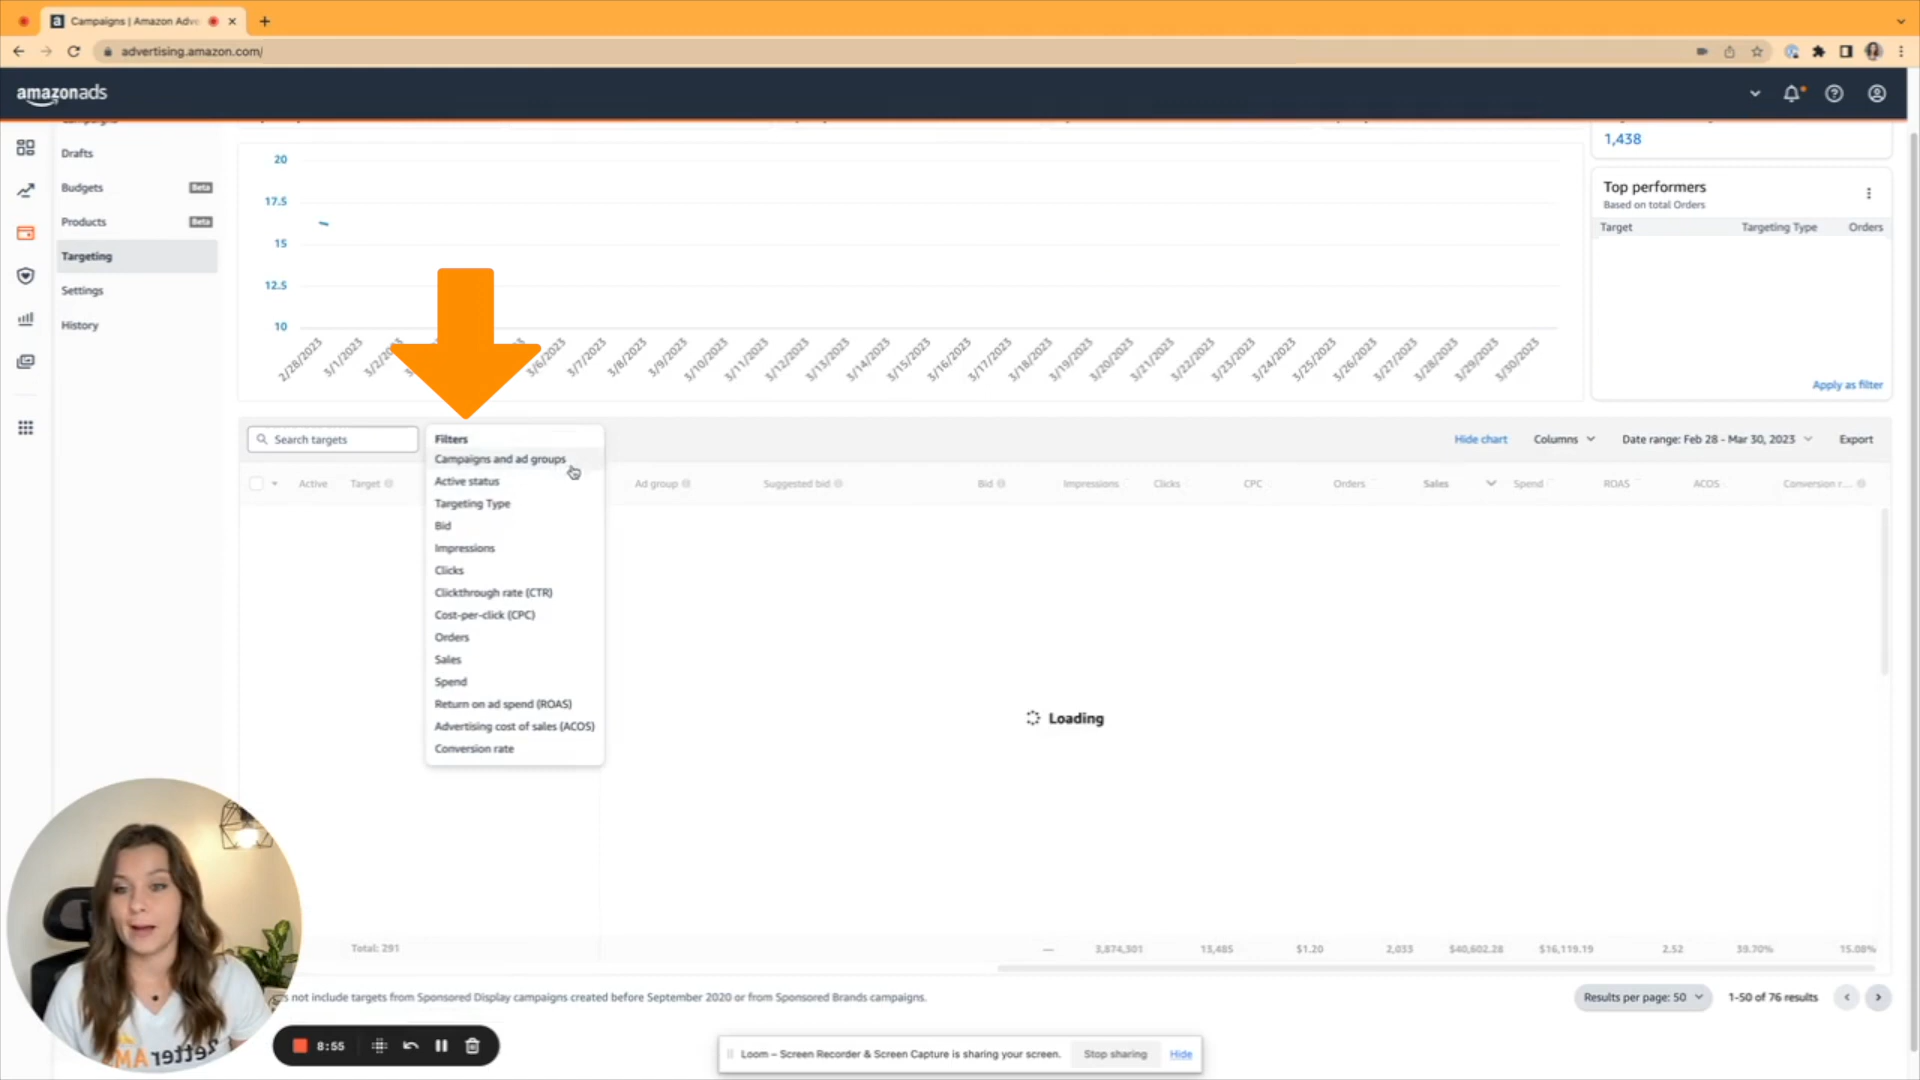 Campaigns | Amazon Adve
advertising.amazon.com/
amazonads
Drafts
Budgets Beta
Products Beta
Targeting
Settings
History
20
17.5
15
12.5
10
2/28/2023
3/1/2023
3/6/2023
3/7/2023
3/8/2023
3/9/2023
3/10/2023
3/11/2023
3/12/2023
3/13/2023
3/14/2023
3/15/2023
3/16/2023
3/17/2023
3/18/2023
3/19/2023
3/20/2023
3/21/2023
3/22/2023
3/23/2023
3/24/2023
3/25/2023
3/26/2023
3/27/2023
3/28/2023
3/29/2023
3/30/2023
1,438
Top performers
Based on total Orders
Target Targeting Type Orders
Apply as filter
Search targets
Hide chart Columns Date range: Feb 28 - Mar 30, 2023 Export
Filters
Campaigns and ad groups
Active status
Targeting Type
Bid
Impressions
Clicks
Clickthrough rate (CTR)
Cost-per-click (CPC)
Orders
Sales
Spend
Return on ad spend (ROAS)
Advertising cost of sales (ACOS)
Conversion rate
Active Target Ad group Suggested bid Bid Impressions Clicks CPC Orders Sales Spend ROAS ACOS Conversion r...
Loading
Total: 291 — 3,874,301 13,485 $1.20 2,033 $40,602.28 $16,119.19 2.52 39.70% 15.08%
not include targets from Sponsored Display campaigns created before September 2020 or from Sponsored Brands campaigns.
Results per page: 50 1-50 of 76 results
8:55
Loom – Screen Recorder & Screen Capture is sharing your screen. Stop sharing Hide